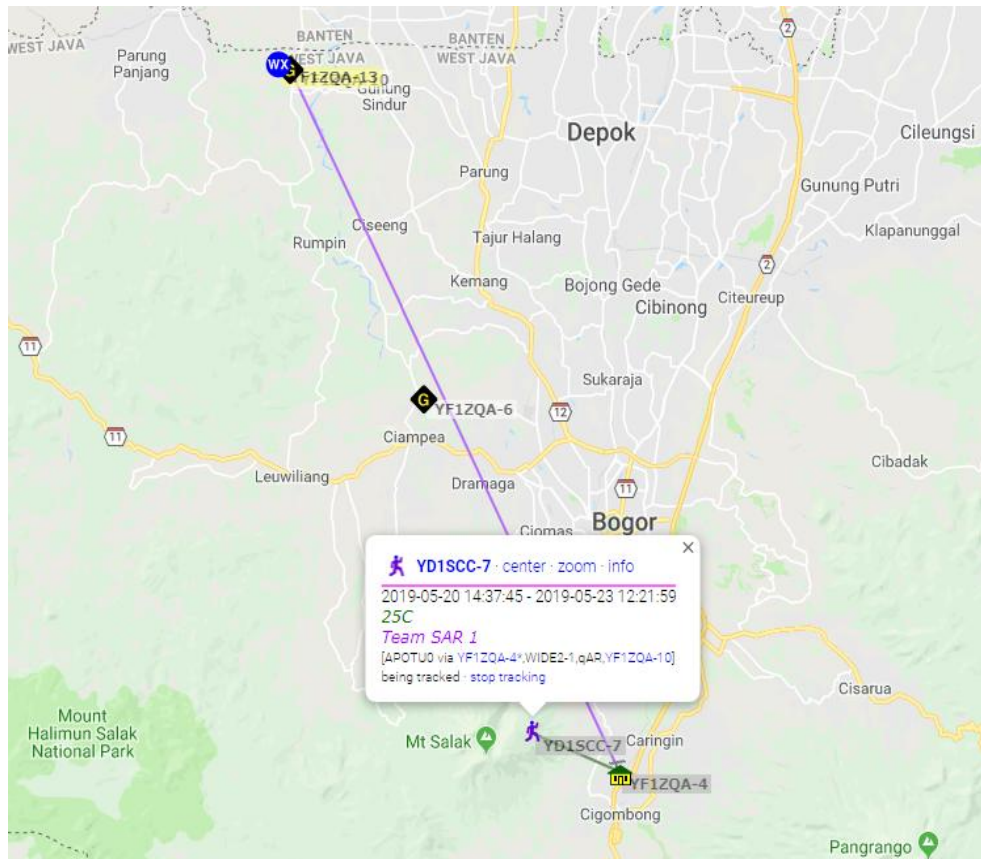 2
WEST JAVA
BANTEN
WEST JAVA
BANTEN
WEST JAVA
Parung
Panjang
WX
G
YF1ZQA-13
Gunung
Sindur
Depok
Cileungsi
Parung
Gunung Putri
Ciseeng
Rumpin
Tajur Halang
Klapanunggal
2
Kemang
Bojong Gede
Citeureup
Cibinong
11
Sukaraja
G
YF1ZQA-6
12
11
Ciampea
Leuwiliang
Dramaga
Cibadak
11
Ciomas
Bogor
×
YD1SCC-7 · center · zoom · info
2019-05-20 14:37:45 - 2019-05-23 12:21:59
25C
Team SAR 1
[APOTU0 via YF1ZQA-4*,WIDE2-1,qAR,YF1ZQA-10]
being tracked · stop tracking
Cisarua
Mount
Halimun Salak
National Park
Mt Salak
YD1SCC-7
Caringin
YF1ZQA-4
Cigombong
Pangrango